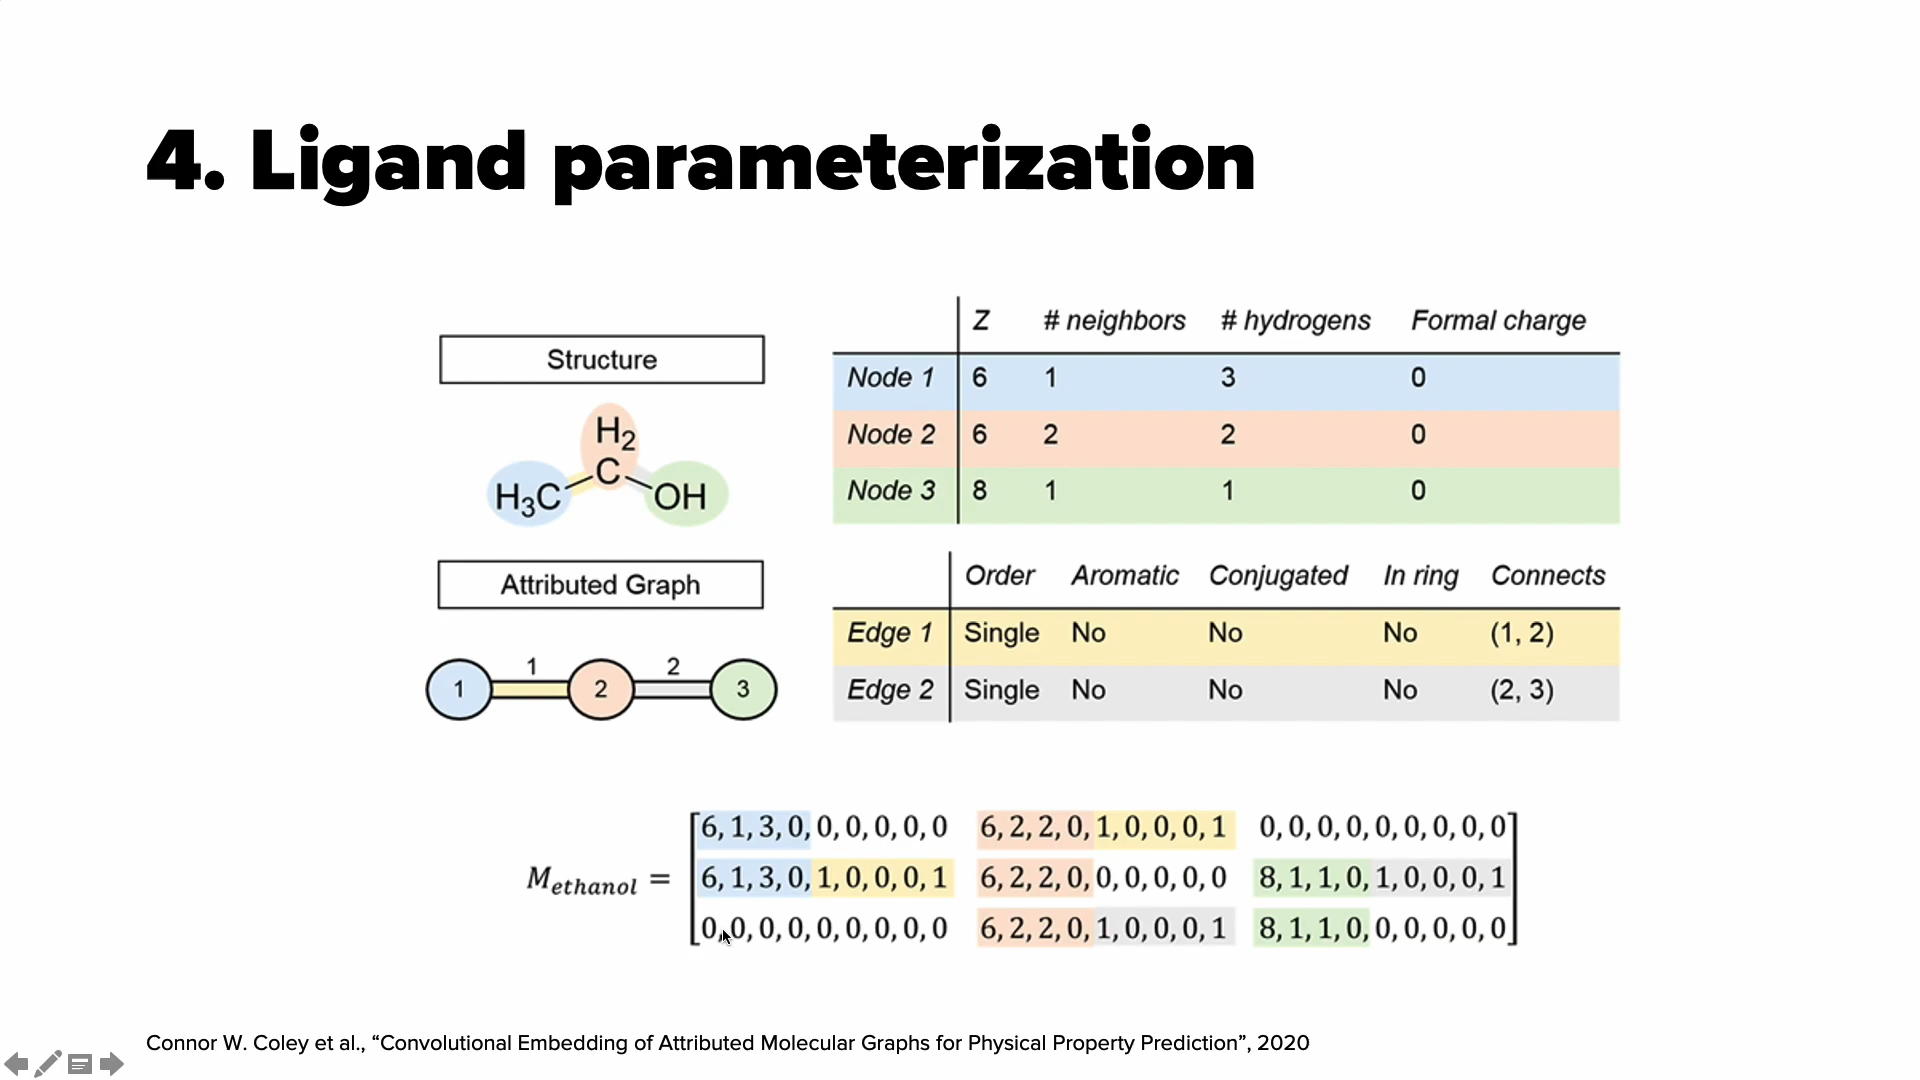 4. Ligand parameterization
Structure
H2
C
H3C
OH
Attributed Graph
1 2
1 2 3
Z # neighbors # hydrogens Formal charge
Node 1 6 1 3 0
Node 2 6 2 2 0
Node 3 8 1 1 0
Order Aromatic Conjugated In ring Connects
Edge 1 Single No No No (1, 2)
Edge 2 Single No No No (2, 3)
6, 1, 3, 0, 0, 0, 0, 0, 0 6, 2, 2, 0, 1, 0, 0, 0, 1 0, 0, 0, 0, 0, 0, 0, 0, 0
Methanol = 6, 1, 3, 0, 1, 0, 0, 0, 1 6, 2, 2, 0, 0, 0, 0, 0, 0 8, 1, 1, 0, 1, 0, 0, 0, 1
0, 0, 0, 0, 0, 0, 0, 0, 0 6, 2, 2, 0, 1, 0, 0, 0, 1 8, 1, 1, 0, 0, 0, 0, 0, 0
Connor W. Coley et al., “Convolutional Embedding of Attributed Molecular Graphs for Physical Property Prediction”, 2020